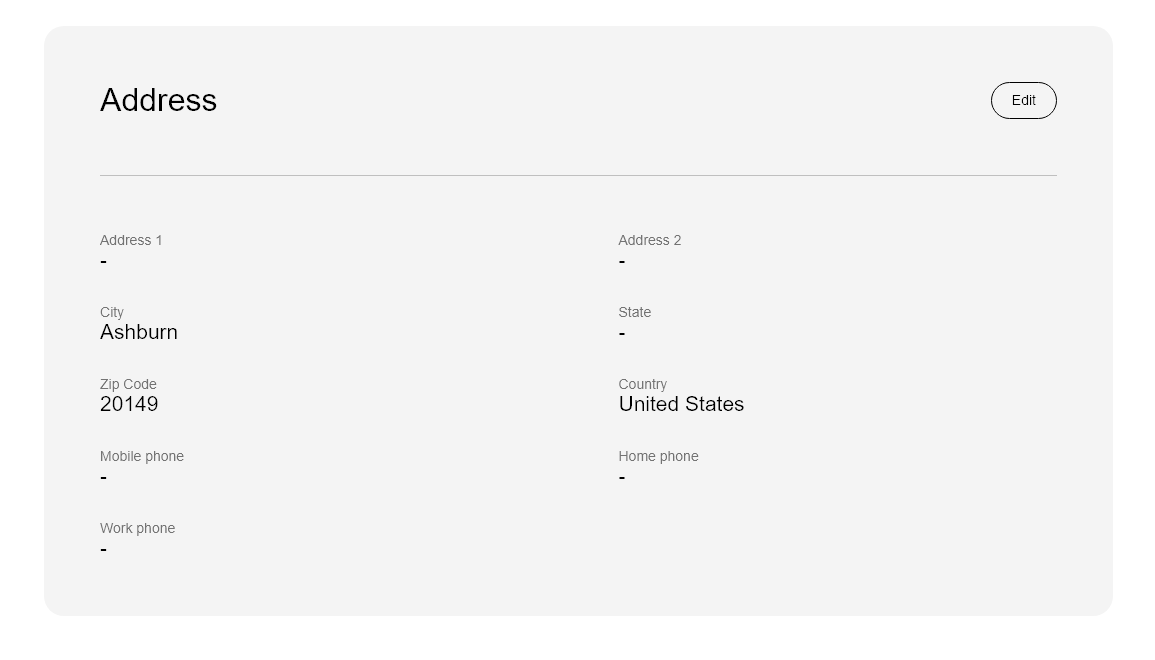 Address
Edit
Address 1
-
Address 2
-
City
Ashburn
State
-
Zip Code
20149
Country
United States
Mobile phone
-
Home phone
-
Work phone
-